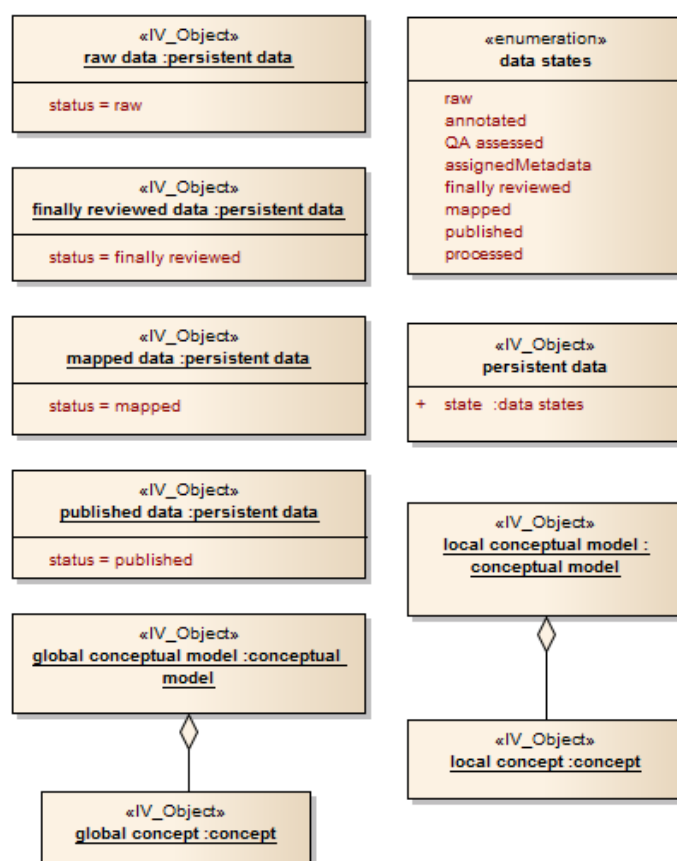 «IV_Object»
raw data :persistent data
status = raw
«IV_Object»
finally reviewed data :persistent data
status = finally reviewed
«IV_Object»
mapped data :persistent data
status = mapped
«IV_Object»
published data :persistent data
status = published
«IV_Object»
global conceptual model :conceptual
model
«IV_Object»
global concept :concept
«enumeration»
data states
raw
annotated
QA assessed
assignedMetadata
finally reviewed
mapped
published
processed
«IV_Object»
persistent data
+ state :data states
«IV_Object»
local conceptual model :
conceptual model
«IV_Object»
local concept :concept